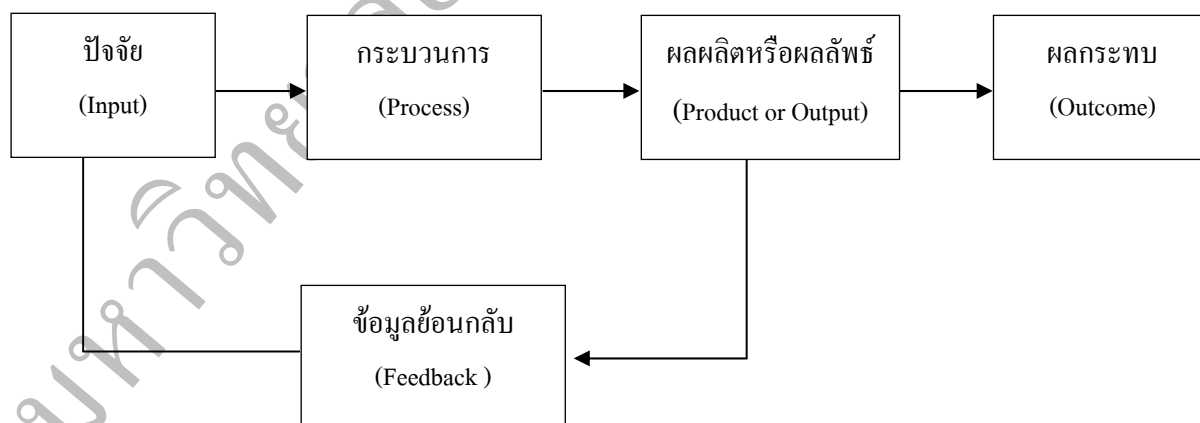 ปัจจัย
(Input)
กระบวนการ
(Process)
ผลผลิตหรือผลลัพธ์
(Product or Output)
ผลกระทบ
(Outcome)
ข้อมูลย้อนกลับ
(Feedback )